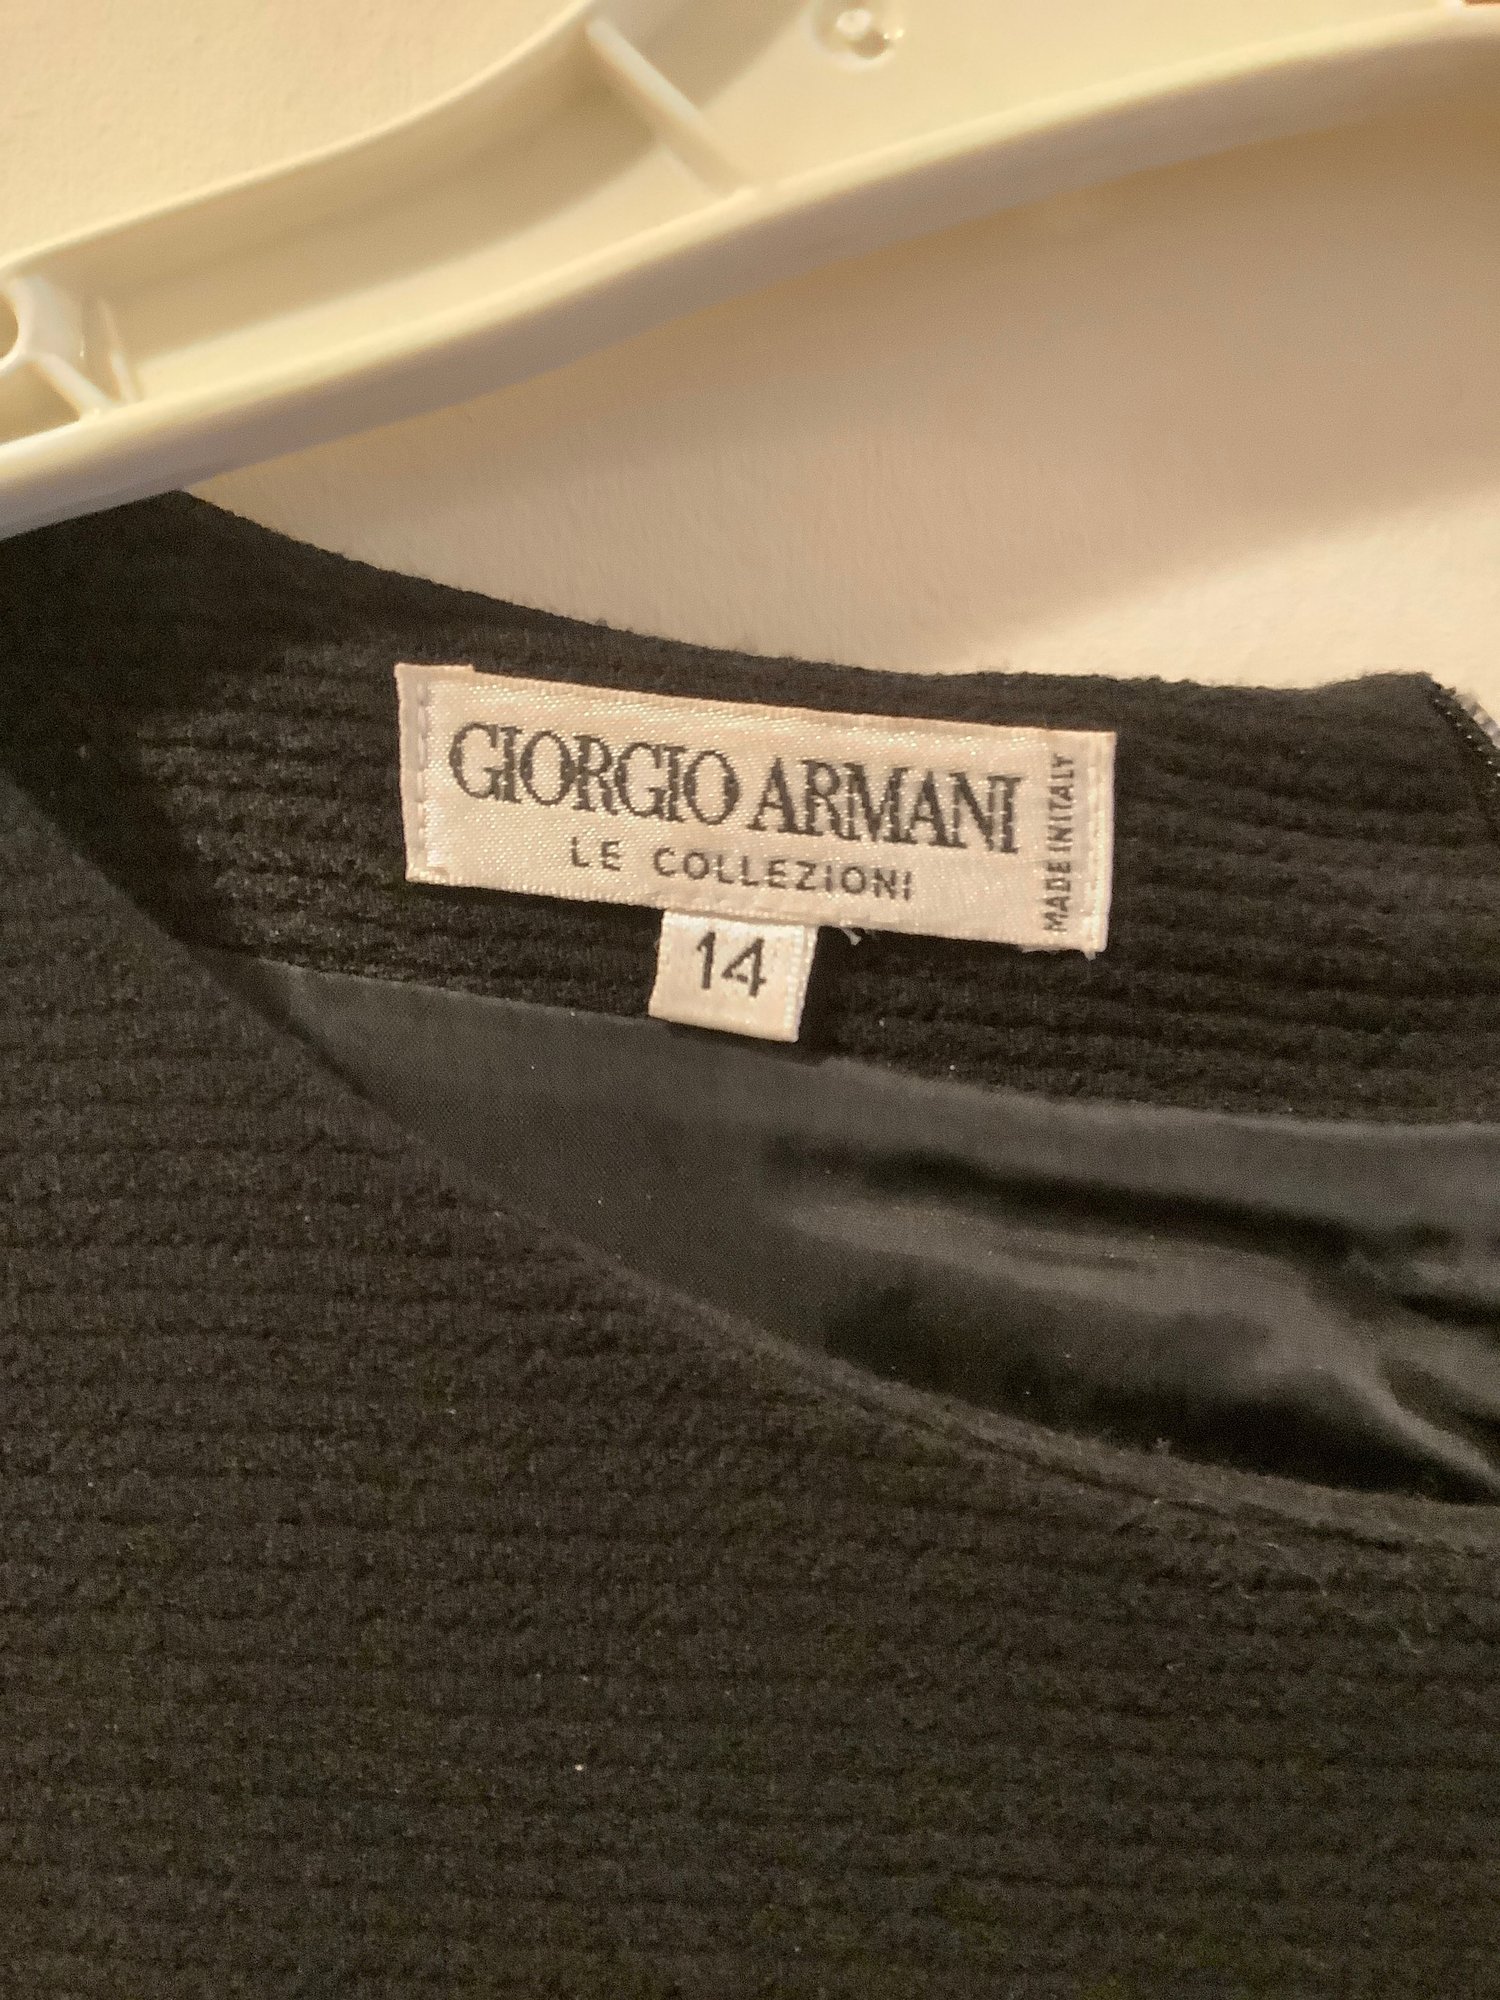 GIORGIO ARMANI
LE COLLEZIONI
MADE IN ITALY
14